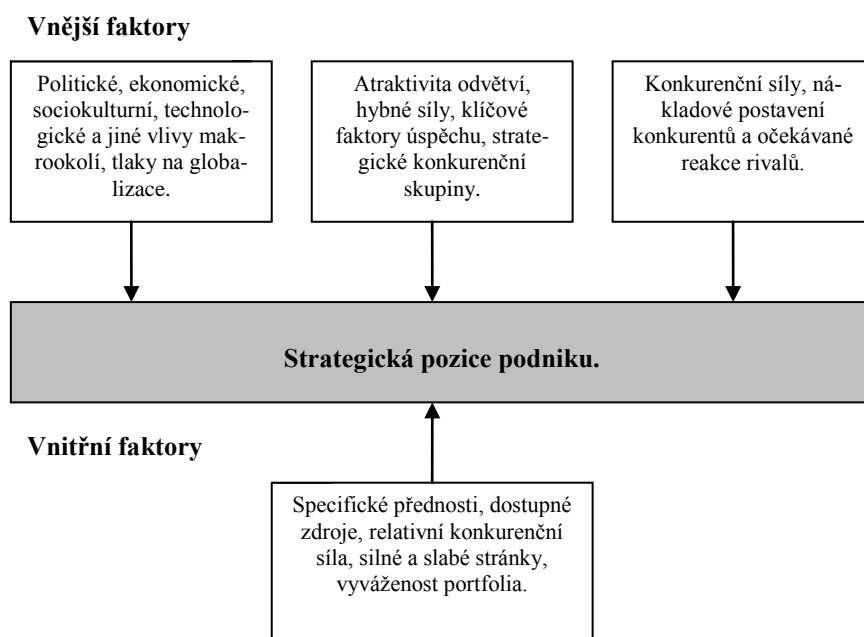 Vnější faktory
Politické, ekonomické,
sociokulturní, technolo-
gické a jiné vlivy mak-
rookolí, tlaky na globa-
lizace.
Atraktivita odvětví,
hybné síly, klíčové
faktory úspěchu, strate-
gické konkurenční
skupiny.
Konkurenční síly, ná-
kladové postavení
konkurentů a očekávané
reakce rivalů.
Strategická pozice podniku.
Vnitřní faktory
Specifické přednosti, dostupné
zdroje, relativní konkurenční
síla, silné a slabé stránky,
vyváženost portfolia.